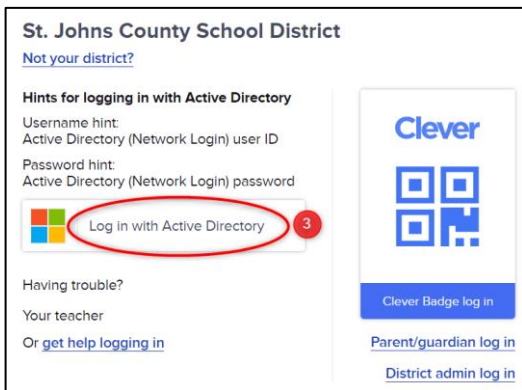 St. Johns County School District
Not your district?
Hints for logging in with Active Directory
Username hint:
Active Directory (Network Login) user ID
Password hint:
Active Directory (Network Login) password
Log in with Active Directory
3
Having trouble?
Your teacher
Or get help logging in
Clever
Clever Badge log in
Parent/guardian log in
District admin log in